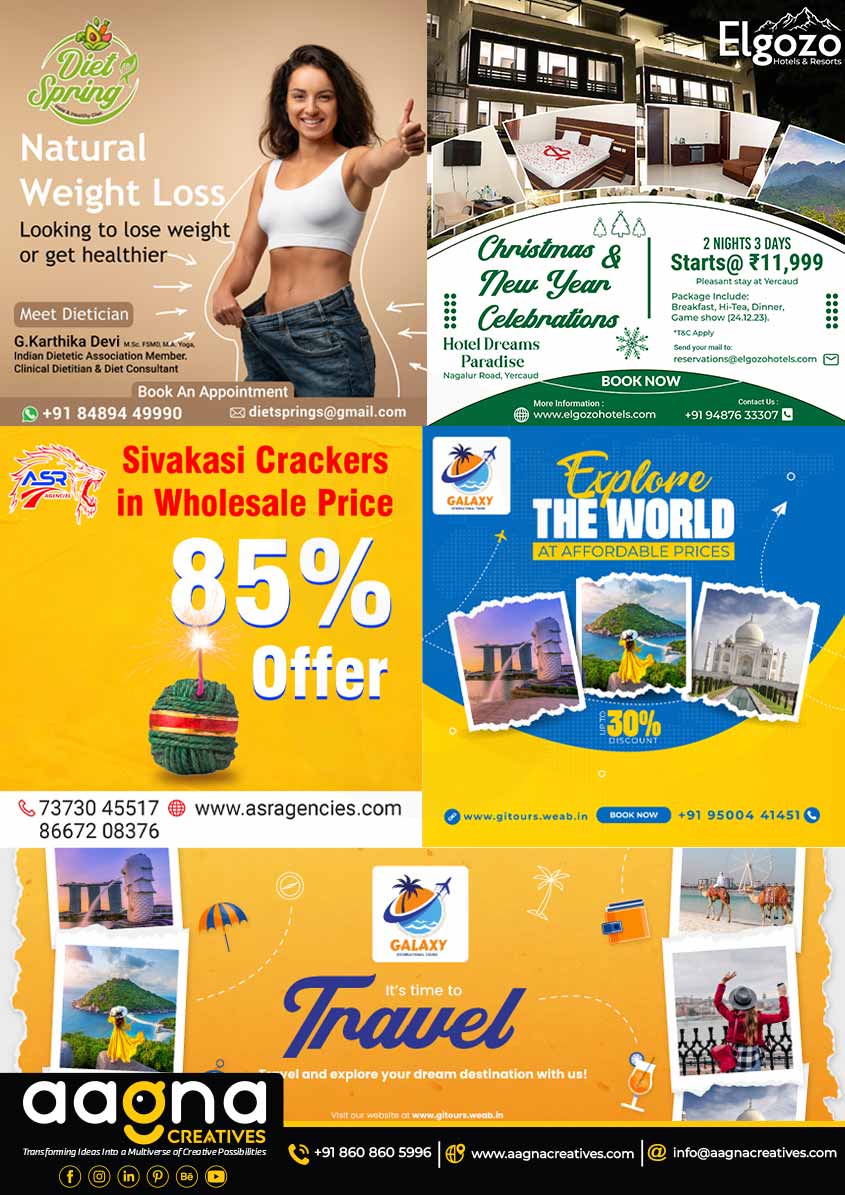 Diet
Spring
Natural
Weight Loss
Looking to lose weight
or get healthier
Meet Dietician
G.Karthika Devi M.Sc. FSMD, M.A. Yoga,
Indian Dietetic Association Member.
Clinical Dietitian & Diet Consultant
Book An Appointment
+91 84894 49990
dietsprings@gmail.com
Elgozo
Hotels & Resorts
Christmas &
New Year
Celebrations
Hotel Dreams
Paradise
Nagalur Road, Yercaud
2 NIGHTS 3 DAYS
Starts@ ₹11,999
Pleasant stay at Yercaud
Package Include:
Breakfast, Hi-Tea, Dinner,
Game show (24.12.23).
*T&C Apply
Send your mail to:
reservations@elgozohotels.com
BOOK NOW
More Information :
www.elgozohotels.com
Contact Us :
+91 94876 33307
ASR
AGENCIES
Sivakasi Crackers
in Wholesale Price
85%
Offer
73730 45517
www.asragencies.com
86672 08376
GALAXY
INTERNATIONAL TOURS
Explore
THE WORLD
AT AFFORDABLE PRICES
UP TO
30%
DISCOUNT
www.gitours.weab.in
BOOK NOW
+91 95004 41451
GALAXY
INTERNATIONAL TOURS
It's time to
Travel
and explore your dream destination with us!
Visit our website at www.gitours.weab.in
aagna
CREATIVES
Transforming Ideas Into a Multiverse of Creative Possibilities
Bē
+91 860 860 5996
www.aagnacreatives.com
info@aagnacreatives.com